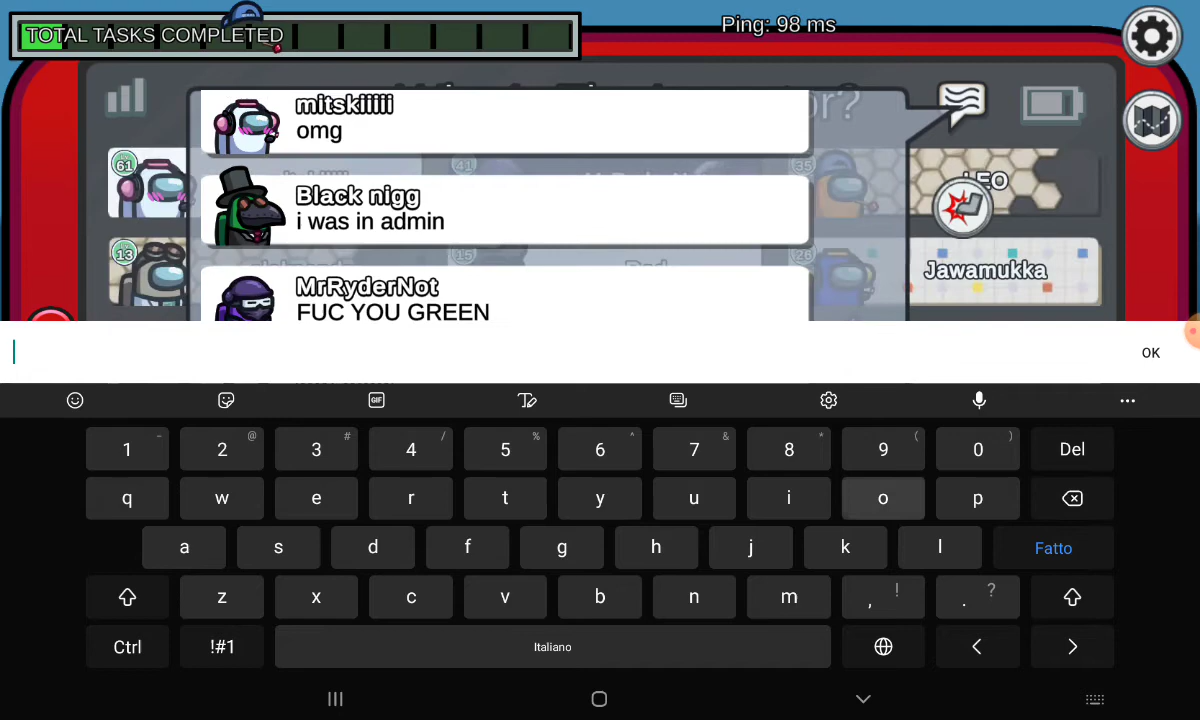 TOTAL TASKS COMPLETED
Ping: 98 ms
mitskiiiii
omg
61
41
35
LEO
Black nigg
i was in admin
13
15
26
Jawamukka
MrRyderNot
FUC YOU GREEN
OK
GIF
1 2 @ 3 # 4 / 5 % 6 ^ 7 & 8 * 9 ( 0 ) Del
q w e r t y u i o p
a s d f g h j k l Fatto
z x c v b n m , ! . ?
Ctrl !#1 Italiano < >